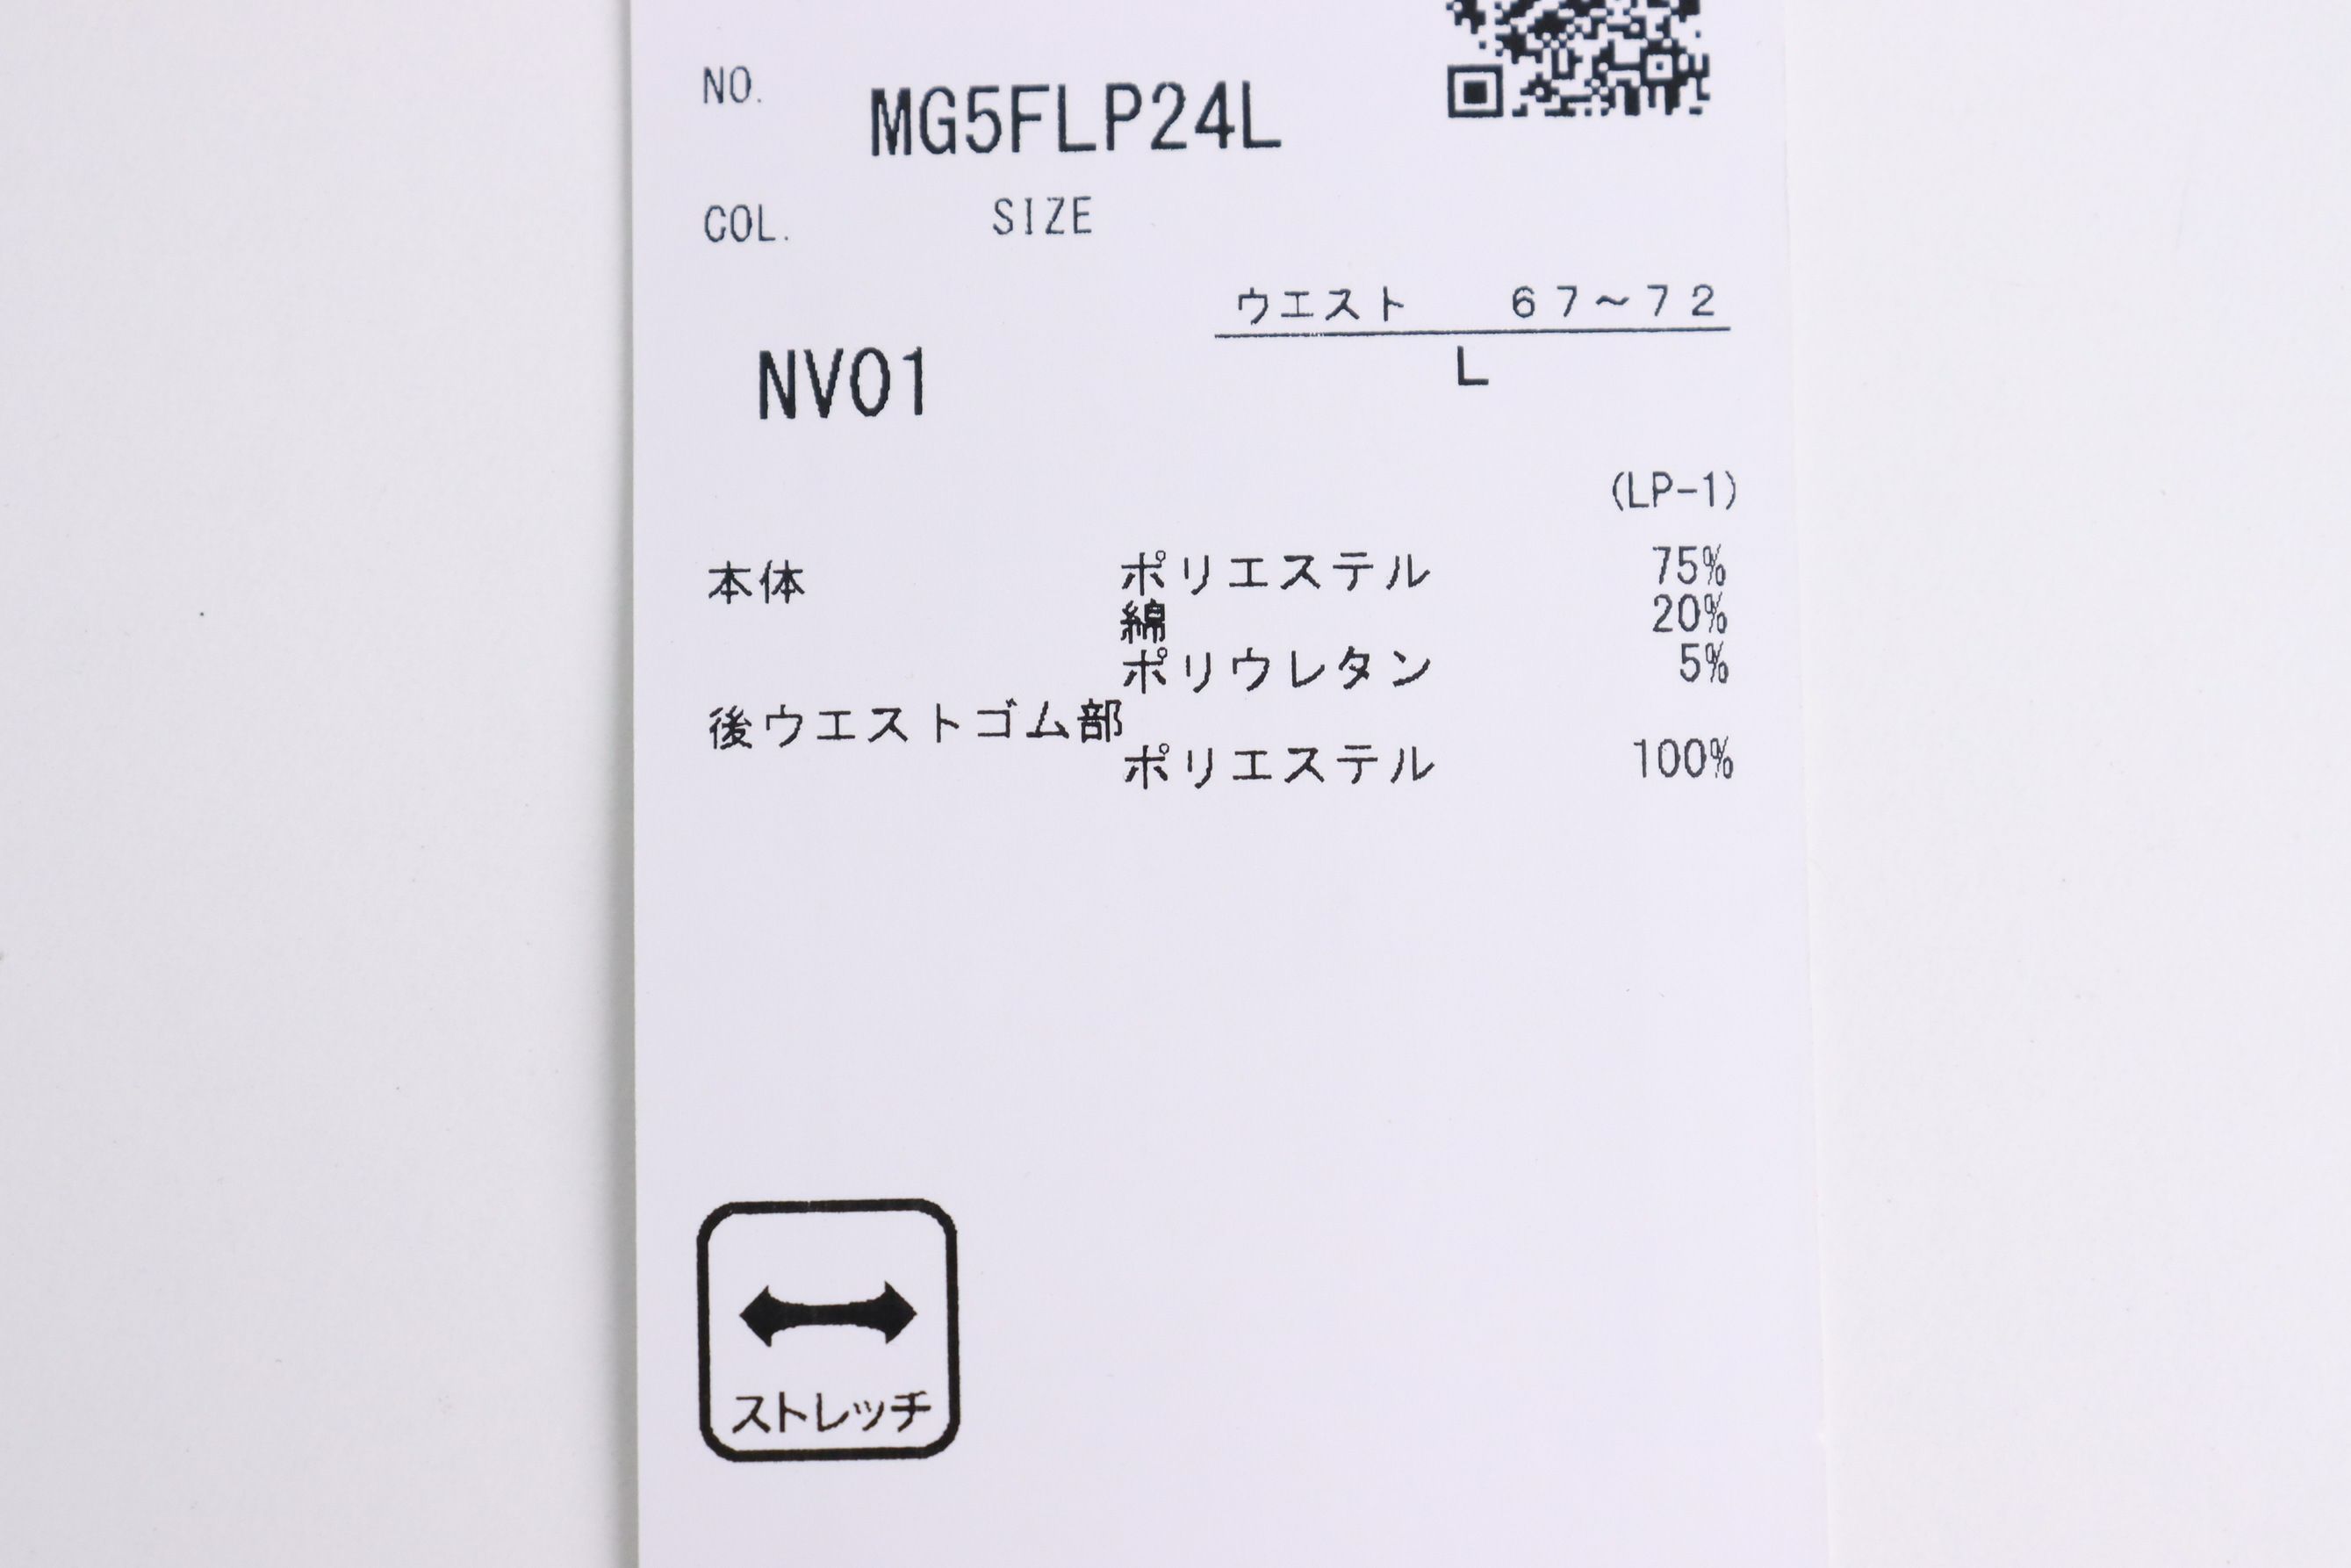 NO.
MG5FLP24L
COL. SIZE
ウエスト 67~72
NV01 L
(LP-1)
本体 ポリエステル 75%
綿 20%
ポリウレタン 5%
後ウエストゴム部
ポリエステル 100%
ストレッチ